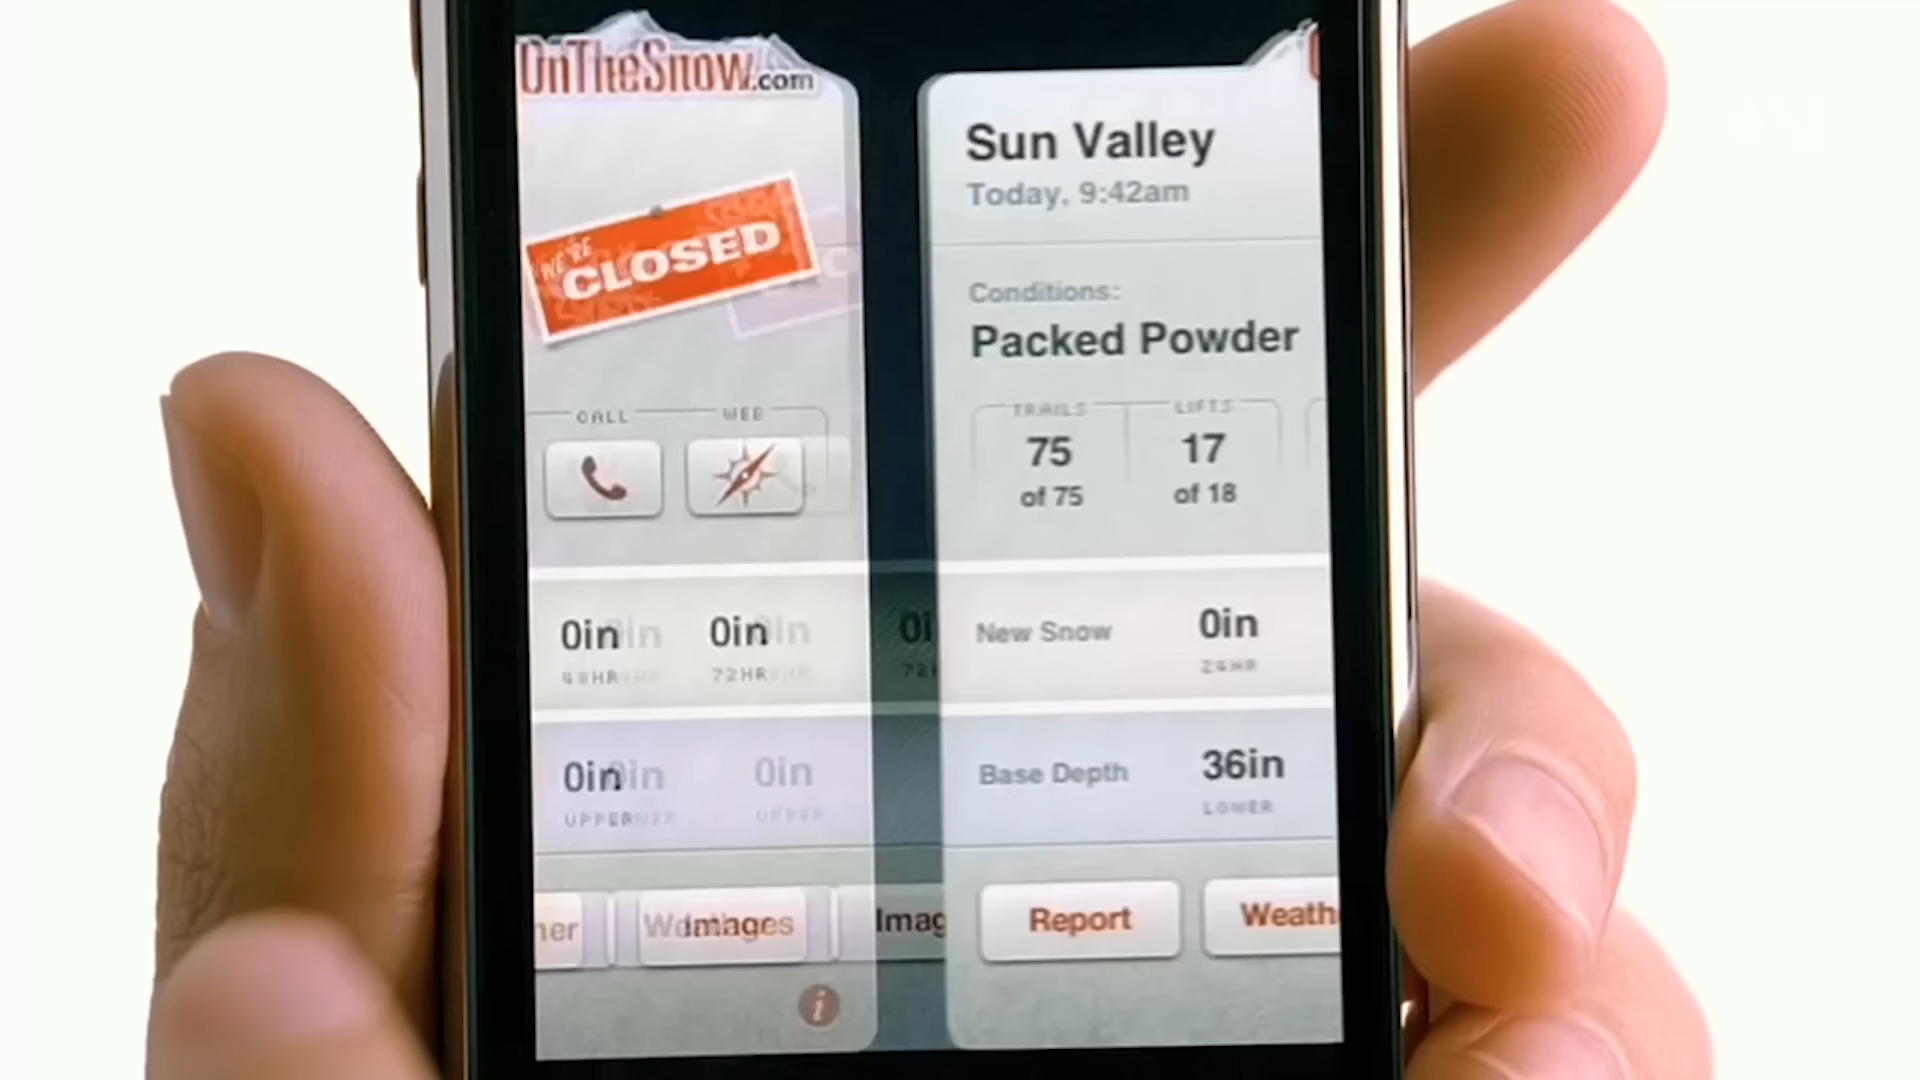 OnTheSnow.com
WE'RE
CLOSED
CALL WEB
0in 0in
48HR 72HR
0in 0in
UPPER UPPER
Images
Imag
i
Sun Valley
Today, 9:42am
Conditions:
Packed Powder
TRAILS LIFTS
75 17
of 75 of 18
New Snow 0in
24HR
Base Depth 36in
LOWER
Report Weath